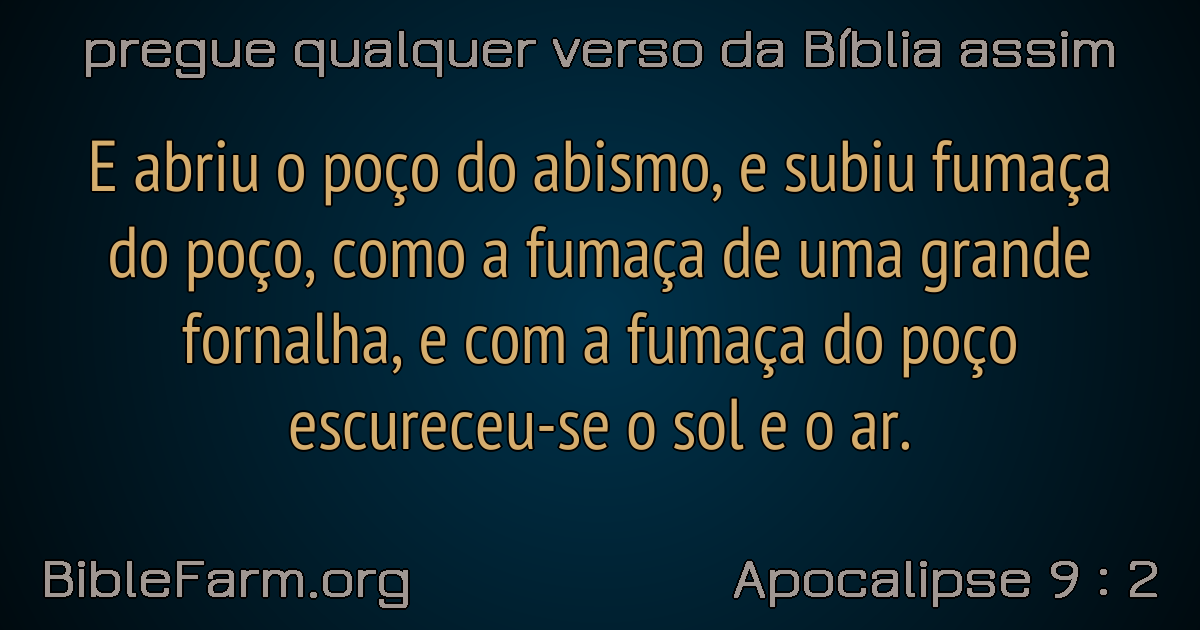 pregue qualquer verso da Bíblia assim
E abriu o poço do abismo, e subiu fumaça
do poço, como a fumaça de uma grande
fornalha, e com a fumaça do poço
escureceu-se o sol e o ar.
BibleFarm.org
Apocalipse 9 : 2